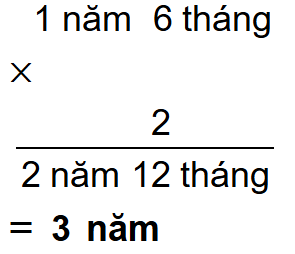 1 năm 6 tháng
×
2
2 năm 12 tháng
= 3 năm